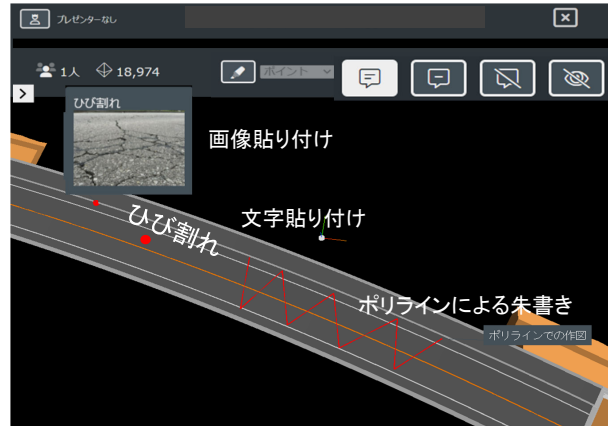 プレゼンターなし
1人 18,974
ポイント
ひび割れ
画像貼り付け
文字貼り付け
ひび割れ
ポリラインによる朱書き
ポリラインでの作図